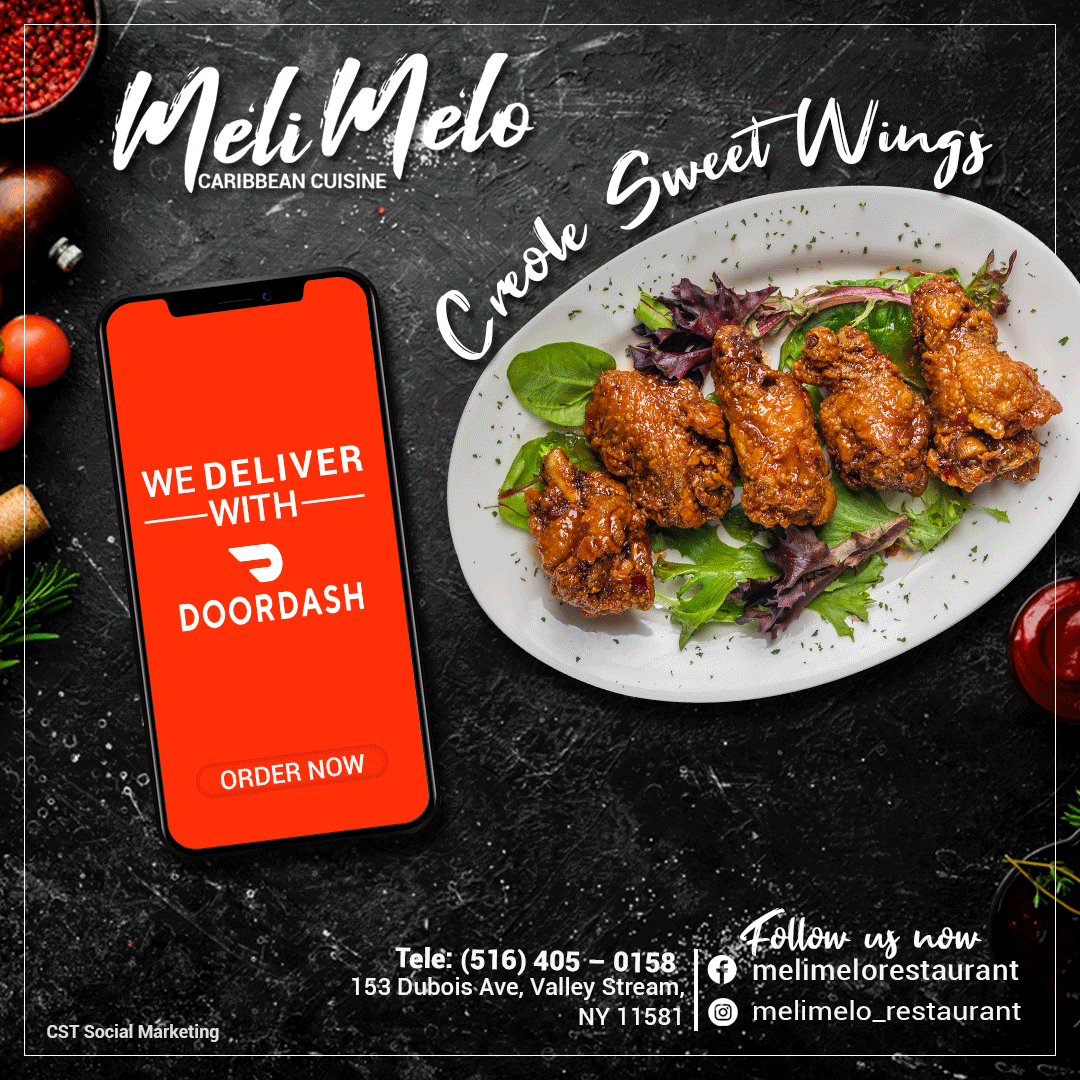 Meli Melo
CARIBBEAN CUISINE
Creole Sweet Wings
WE DELIVER
WITH
DOORDASH
ORDER NOW
Tele: (516) 405 – 0158
153 Dubois Ave, Valley Stream,
NY 11581
Follow us now
melimelorestaurant
melimelo_restaurant
CST Social Marketing